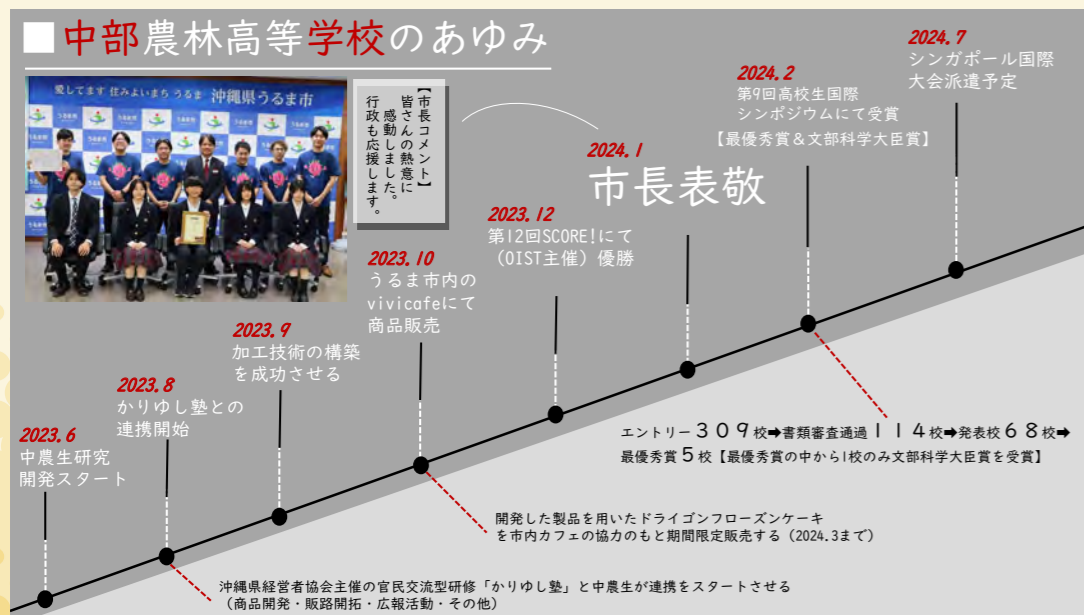 ■中部農林高等学校のあゆみ
愛してます 住みよいまち うるま 沖縄県うるま市
【市長コメント】
皆さんの熱意に
感動しました。
行政も応援します。
2023.6
中農生研究
開発スタート
2023.8
かりゆし塾との
連携開始
2023.9
加工技術の構築
を成功させる
2023.10
うるま市内の
vivicafeにて
商品販売
2023.12
第12回SCORE!にて
（OIST主催）優勝
2024.1
市長表敬
2024.2
第9回高校生国際
シンポジウムにて受賞
【最優秀賞＆文部科学大臣賞】
2024.7
シンガポール国際
大会派遣予定
エントリー３０９校➡書類審査通過１１４校➡発表校６８校➡
最優秀賞５校【最優秀賞の中から1校のみ文部科学大臣賞を受賞】
開発した製品を用いたドライゴンフローズンケーキ
を市内カフェの協力のもと期間限定販売する（2024.3まで）
沖縄県経営者協会主催の官民交流型研修「かりゆし塾」と中農生が連携をスタートさせる
（商品開発・販路開拓・広報活動・その他）